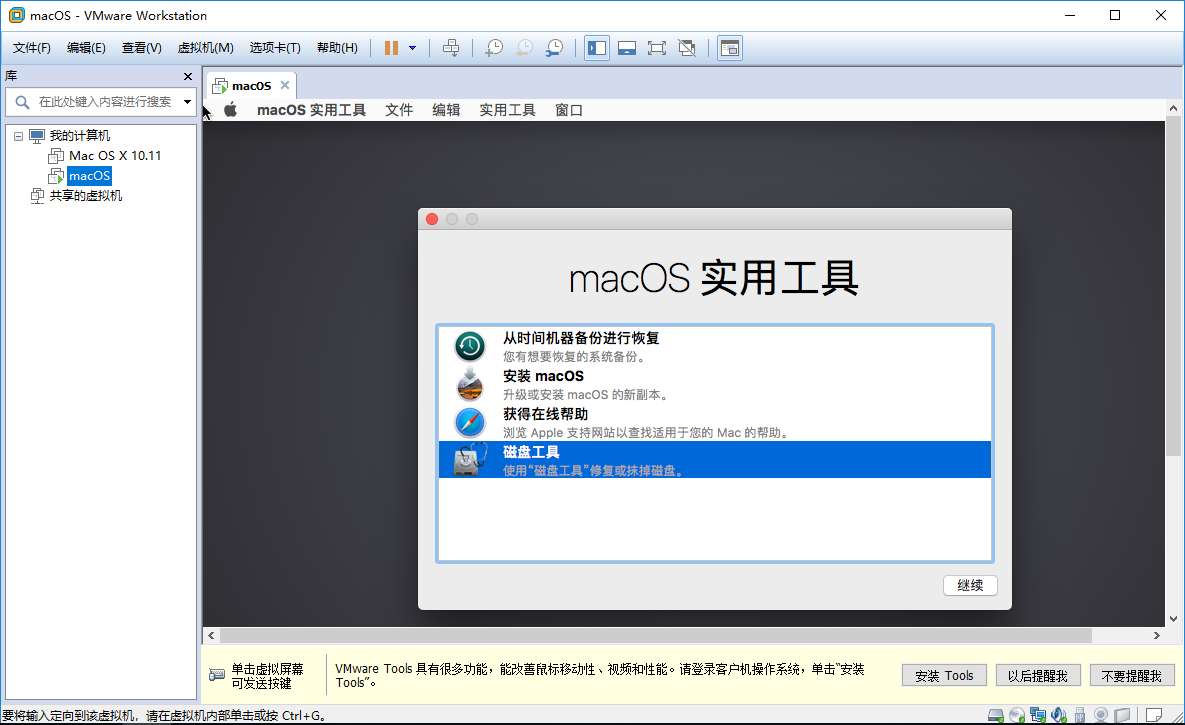 macOS - VMware Workstation
文件(F) 编辑(E) 查看(V) 虚拟机(M) 选项卡(T) 帮助(H)
库
在此处键入内容进行搜索
我的计算机
Mac OS X 10.11
macOS
共享的虚拟机
macOS
macOS 实用工具 文件 编辑 实用工具 窗口
macOS 实用工具
从时间机器备份进行恢复
您有想要恢复的系统备份。
安装 macOS
升级或安装 macOS 的新副本。
获得在线帮助
浏览 Apple 支持网站以查找适用于您的 Mac 的帮助。
磁盘工具
使用“磁盘工具”修复或抹掉磁盘。
继续
单击虚拟屏幕
可发送按键
VMware Tools 具有很多功能，能改善鼠标移动性、视频和性能。请登录客户机操作系统，单击“安装
Tools”。
安装 Tools
以后提醒我
不要提醒我
要将输入定向到该虚拟机，请在虚拟机内部单击或按 Ctrl+G。